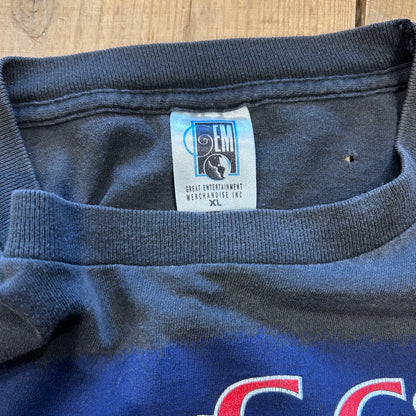 GEM
GREAT ENTERTAINMENT
MERCHANDISE INC
XL